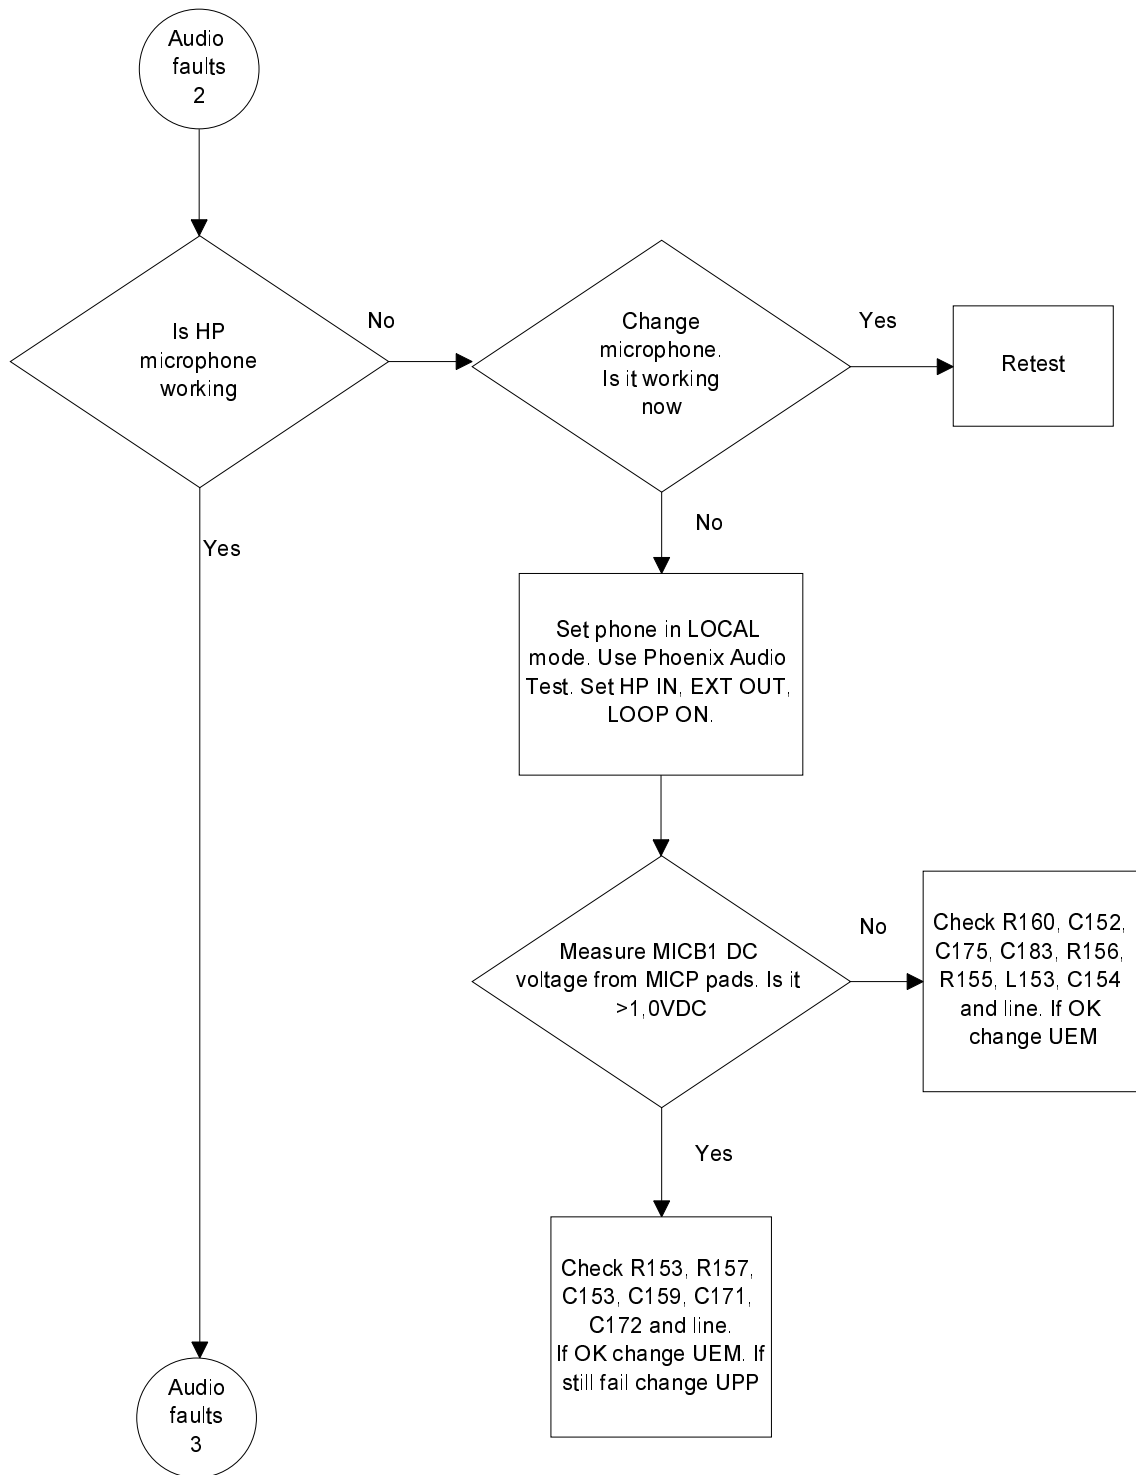 Audio
faults
2
Is HP
microphone
working
No
Change
microphone.
Is it working
now
Yes
Retest
No
Yes
Set phone in LOCAL
mode. Use Phoenix Audio
Test. Set HP IN, EXT OUT,
LOOP ON.
Measure MICB1 DC
voltage from MICP pads. Is it
>1,0VDC
No
Check R160, C152,
C175, C183, R156,
R155, L153, C154
and line. If OK
change UEM
Yes
Check R153, R157,
C153, C159, C171,
C172 and line.
If OK change UEM. If
still fail change UPP
Audio
faults
3